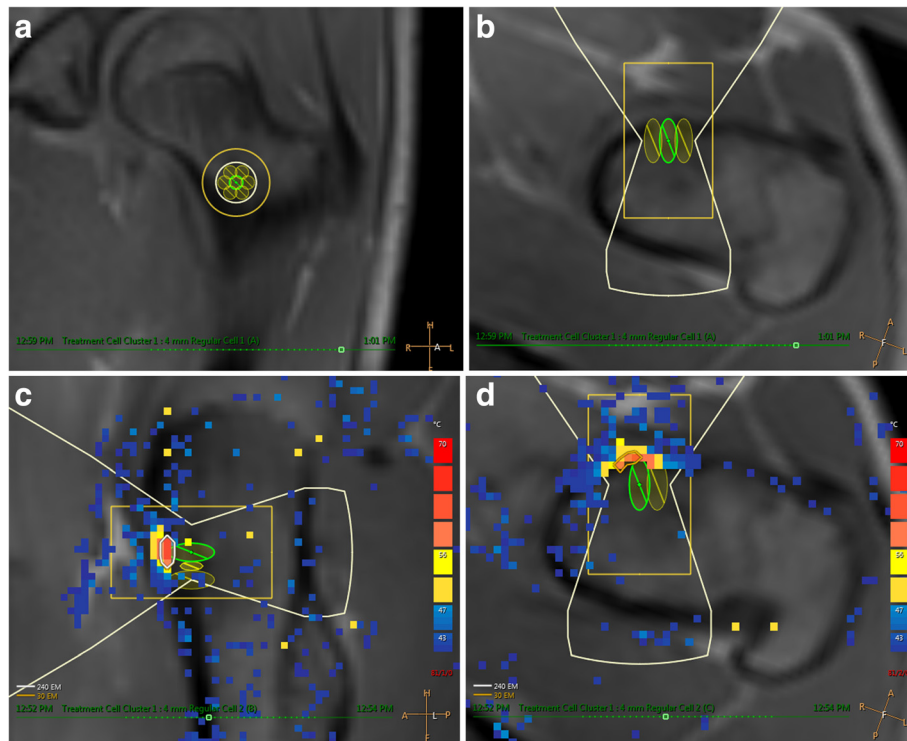 a
12:59 PM Treatment Cell Cluster 1 : 4 mm Regular Cell 1 (A) 1:01 PM
H
R A L
b
12:59 PM Treatment Cell Cluster 1 : 4 mm Regular Cell 1 (A) 1:01 PM
A
R F L
P
c
°C
70
56
47
43
240 EM
30 EM
12:52 PM Treatment Cell Cluster 1 : 4 mm Regular Cell 2 (B) 12:54 PM
H
A L P
F
d
°C
70
56
47
43
240 EM
30 EM
12:52 PM Treatment Cell Cluster 1 : 4 mm Regular Cell 2 (C) 12:54 PM
A
R F L
P